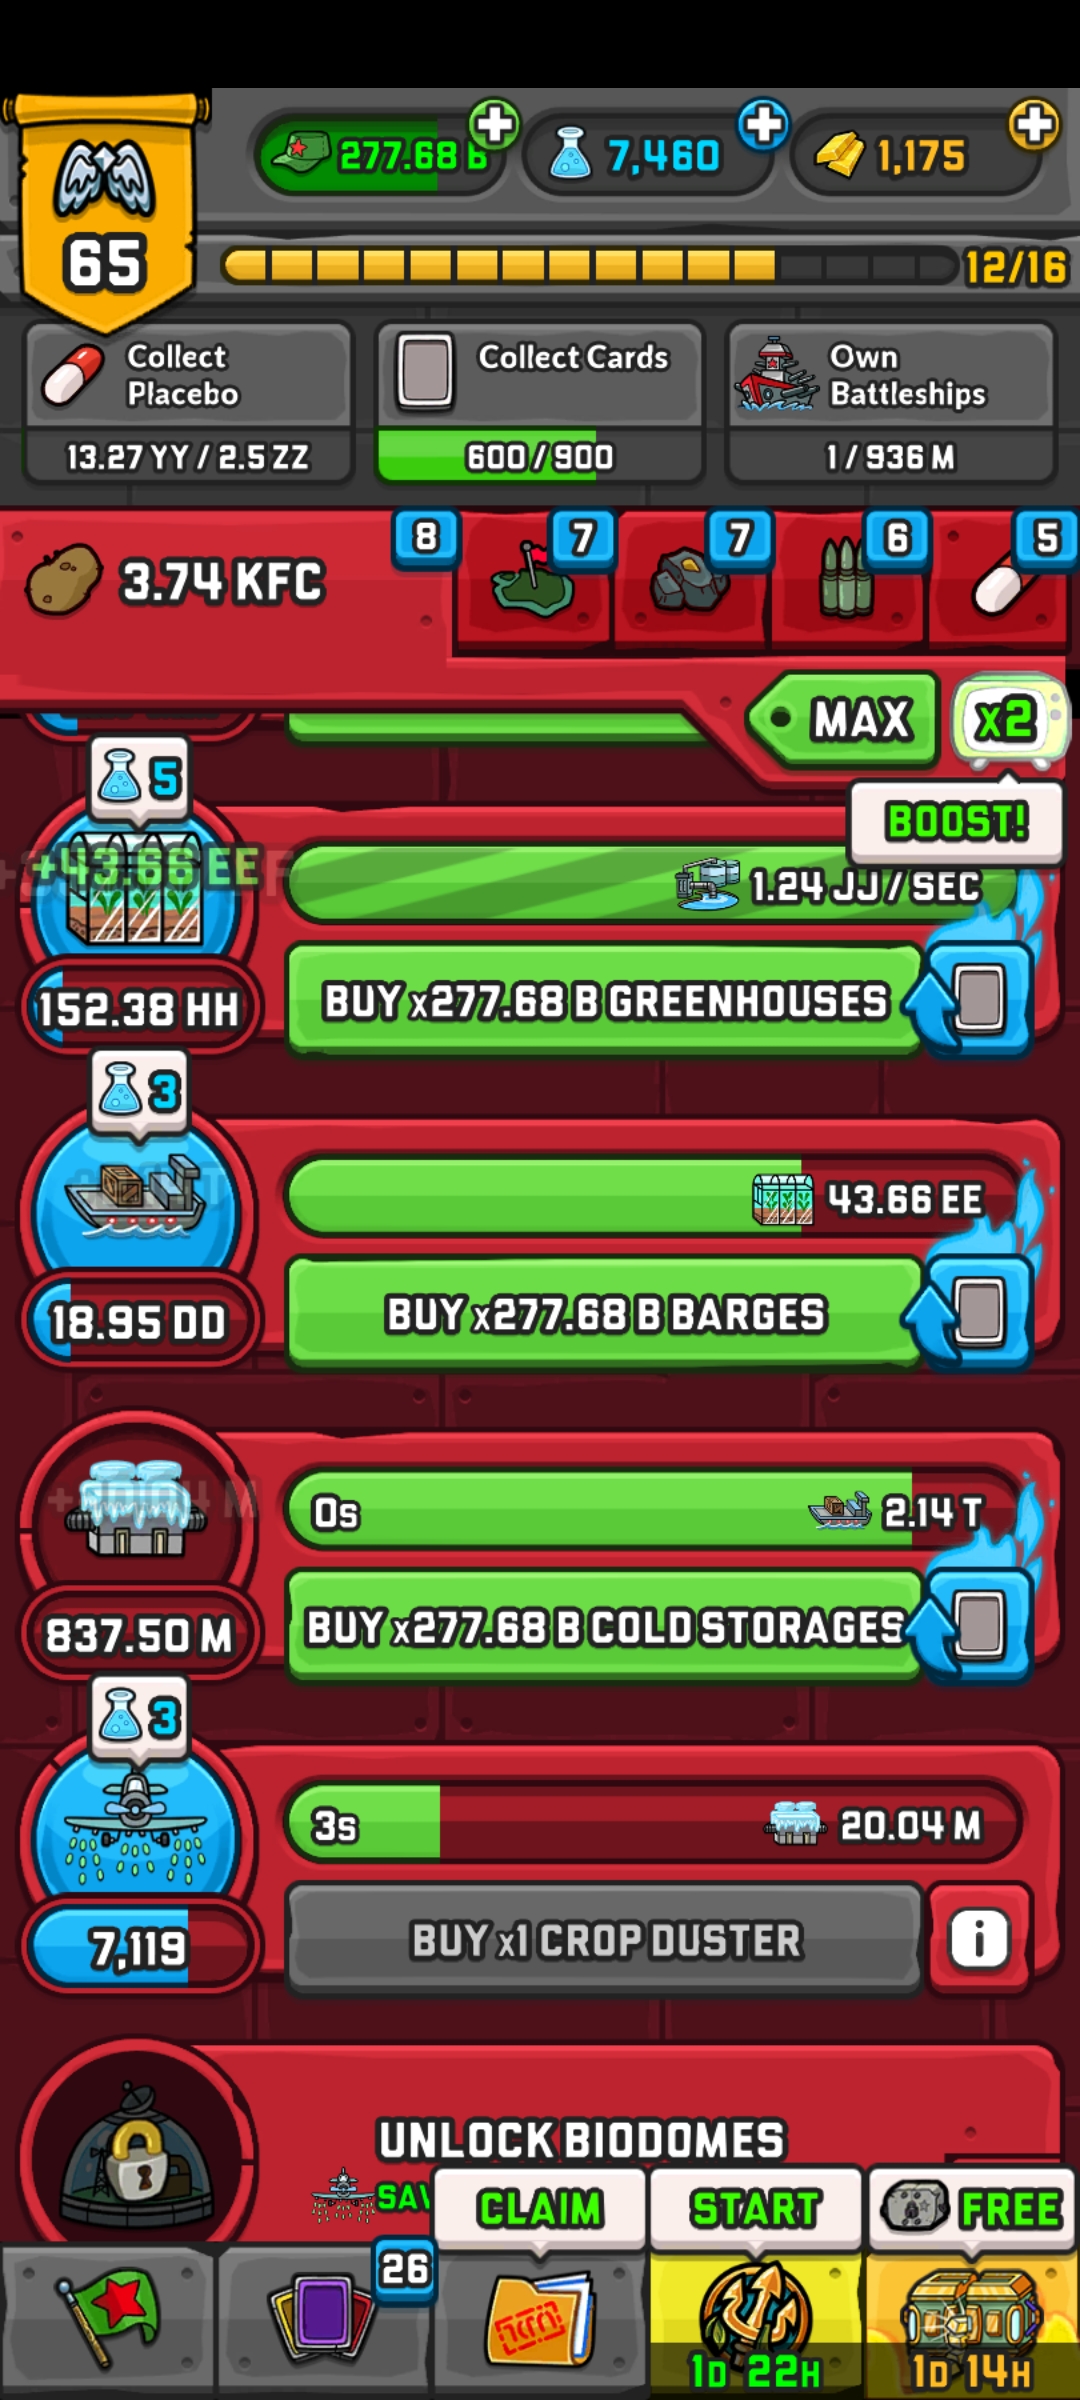 277.68 B
7,460
1,175
65
12/16
Collect Placebo
13.27 YY / 2.5 ZZ
Collect Cards
600/900
Own Battleships
1 / 936 M
3.74 KFC
8
7
7
6
5
MAX
x2
BOOST!
5
+43.66 EE
1.24 JJ / SEC
152.38 HH
BUY x277.68 B GREENHOUSES
3
43.66 EE
18.95 DD
BUY x277.68 B BARGES
0s
2.14 T
837.50 M
BUY x277.68 B COLD STORAGES
3
3s
20.04 M
7,119
BUY x1 CROP DUSTER
i
UNLOCK BIODOMES
CLAIM
START
FREE
26
1D 22H
1D 14H